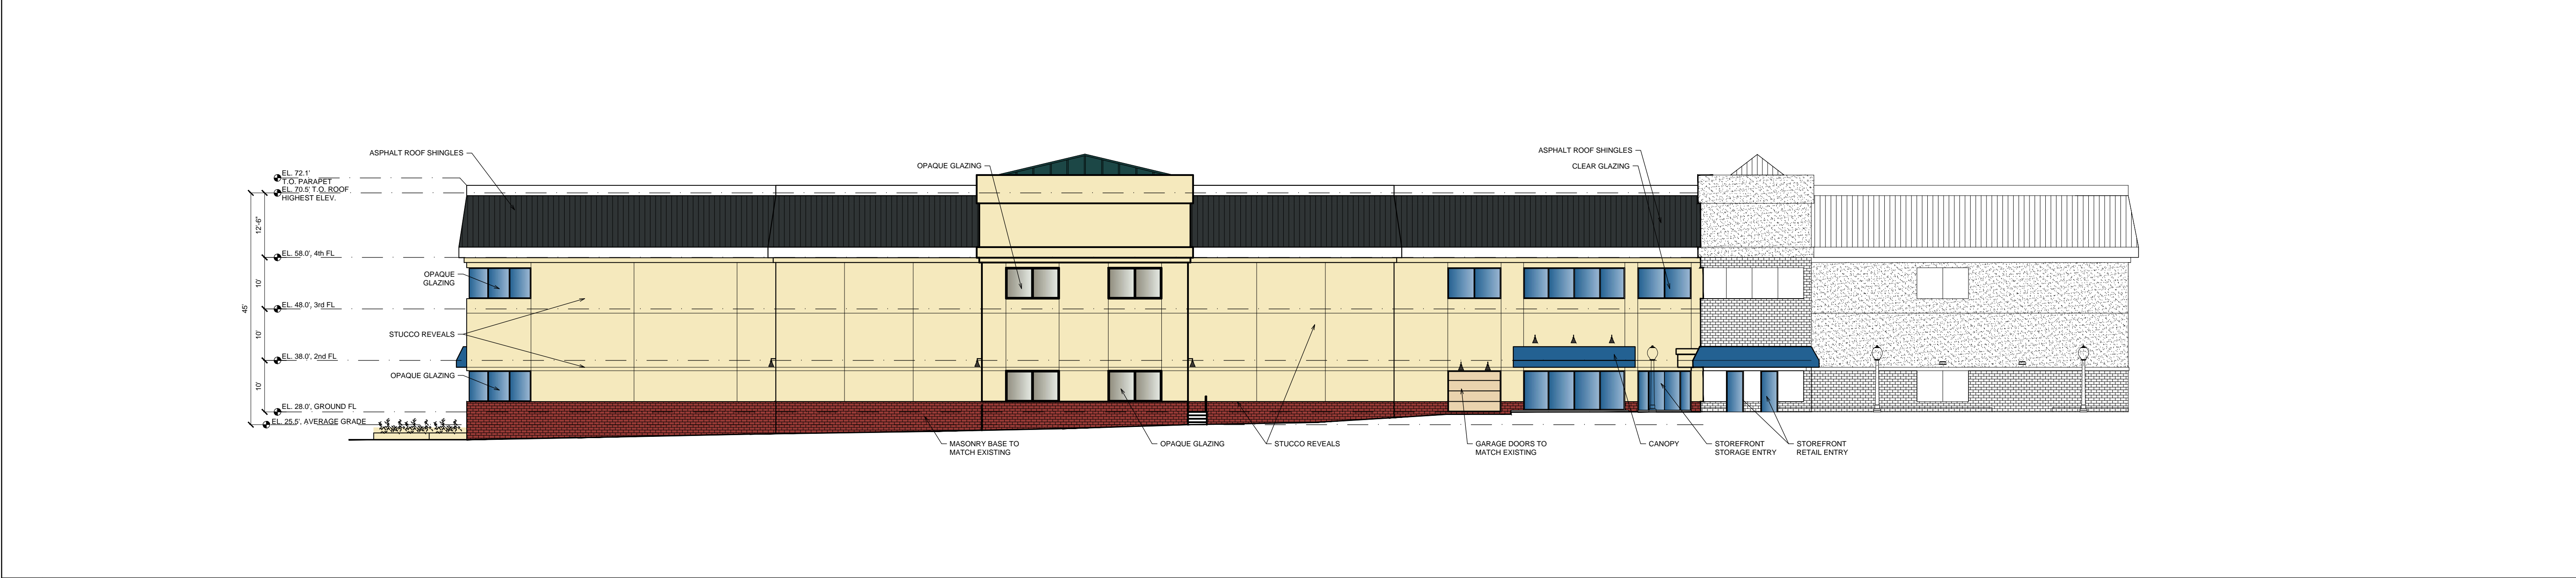 ASPHALT ROOF SHINGLES
EL. 72.1'
T.O. PARAPET
EL. 70.5' T.O. ROOF
HIGHEST ELEV.
12'-6"
EL. 58.0', 4th FL
OPAQUE
GLAZING
10'
EL. 48.0', 3rd FL
45'
STUCCO REVEALS
10'
EL. 38.0', 2nd FL
OPAQUE GLAZING
10'
EL. 28.0', GROUND FL
EL. 25.5', AVERAGE GRADE
OPAQUE GLAZING
ASPHALT ROOF SHINGLES
CLEAR GLAZING
MASONRY BASE TO
MATCH EXISTING
OPAQUE GLAZING
STUCCO REVEALS
GARAGE DOORS TO
MATCH EXISTING
CANOPY
STOREFRONT
STORAGE ENTRY
STOREFRONT
RETAIL ENTRY